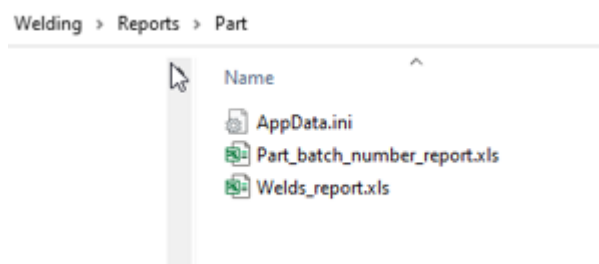 Welding > Reports > Part
Name
AppData.ini
Part_batch_number_report.xls
Welds_report.xls